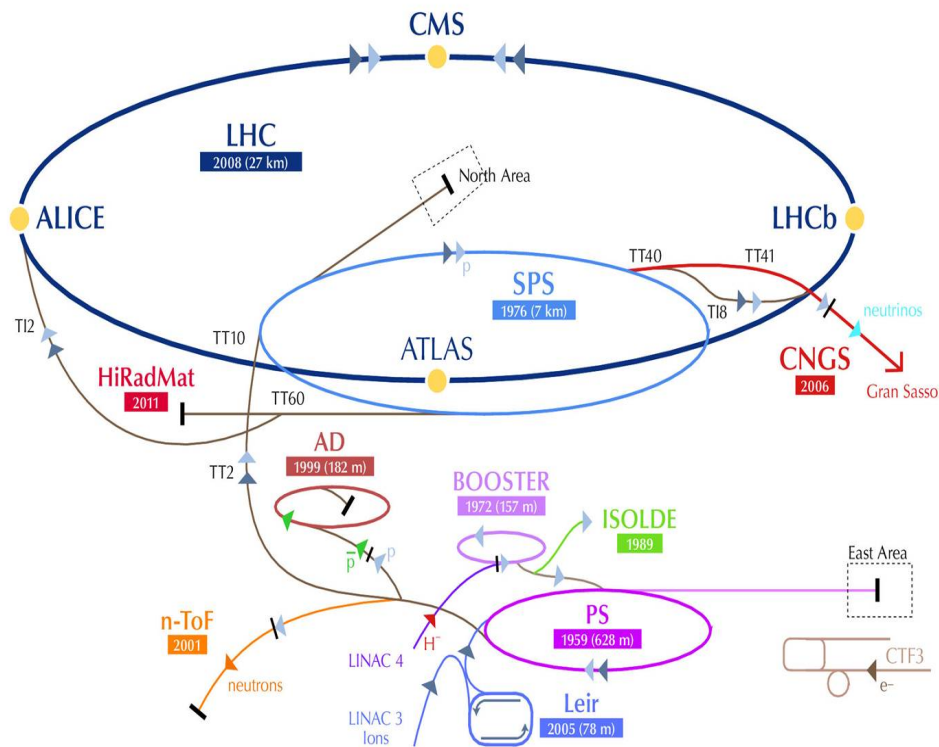 CMS
LHC
2008 (27 km)
North Area
ALICE
LHCb
TT40
TT41
p
SPS
1976 (7 km)
TI8
neutrinos
TI2
TT10
ATLAS
CNGS
2006
Gran Sasso
HiRadMat
2011
TT60
AD
1999 (182 m)
TT2
BOOSTER
1972 (157 m)
ISOLDE
1989
p̅
p
East Area
n-ToF
2001
neutrons
LINAC 4
H⁻
PS
1959 (628 m)
CTF3
e⁻
LINAC 3
Ions
Leir
2005 (78 m)